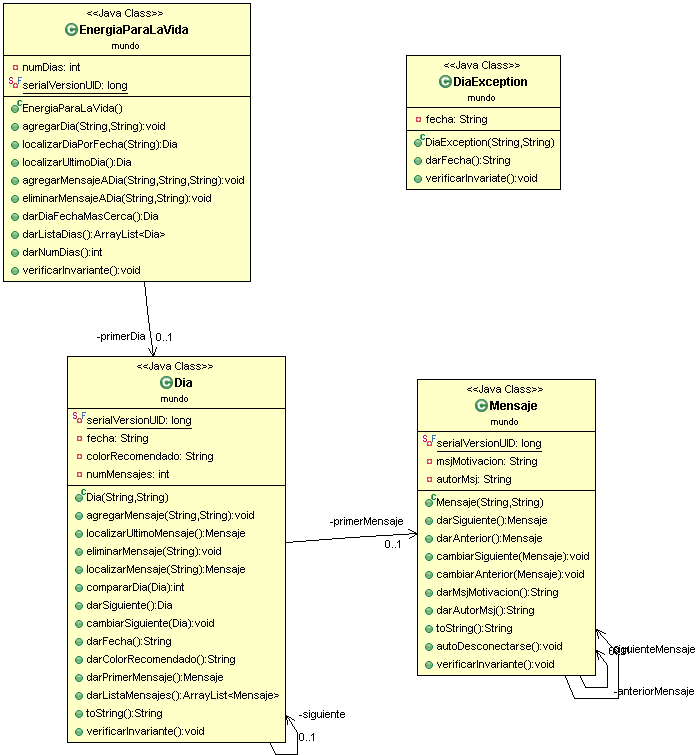 <<Java Class>>
EnergiaParaLaVida
mundo
numDias: int
serialVersionUID: long
EnergiaParaLaVida()
agregarDia(String,String):void
localizarDiaPorFecha(String):Dia
localizarUltimoDia():Dia
agregarMensajeADia(String,String,String):void
eliminarMensajeADia(String,String):void
darDiaFechaMasCerca():Dia
darListaDias():ArrayList<Dia>
darNumDias():int
verificarInvariante():void
<<Java Class>>
DiaException
mundo
fecha: String
DiaException(String,String)
darFecha():String
verificarInvariate():void
-primerDia
0..1
<<Java Class>>
Dia
mundo
serialVersionUID: long
fecha: String
colorRecomendado: String
numMensajes: int
Dia(String,String)
agregarMensaje(String,String):void
localizarUltimoMensaje():Mensaje
eliminarMensaje(String):void
localizarMensaje(String):Mensaje
compararDia(Dia):int
darSiguiente():Dia
cambiarSiguiente(Dia):void
darFecha():String
darColorRecomendado():String
darPrimerMensaje():Mensaje
darListaMensajes():ArrayList<Mensaje>
toString():String
verificarInvariante():void
-siguiente
0..1
-primerMensaje
0..1
<<Java Class>>
Mensaje
mundo
serialVersionUID: long
msjMotivacion: String
autorMsj: String
Mensaje(String,String)
darSiguiente():Mensaje
darAnterior():Mensaje
cambiarSiguiente(Mensaje):void
cambiarAnterior(Mensaje):void
darMsjMotivacion():String
darAutorMsj():String
toString():String
autoDesconectarse():void
verificarInvariante():void
-siguienteMensaje
-anteriorMensaje